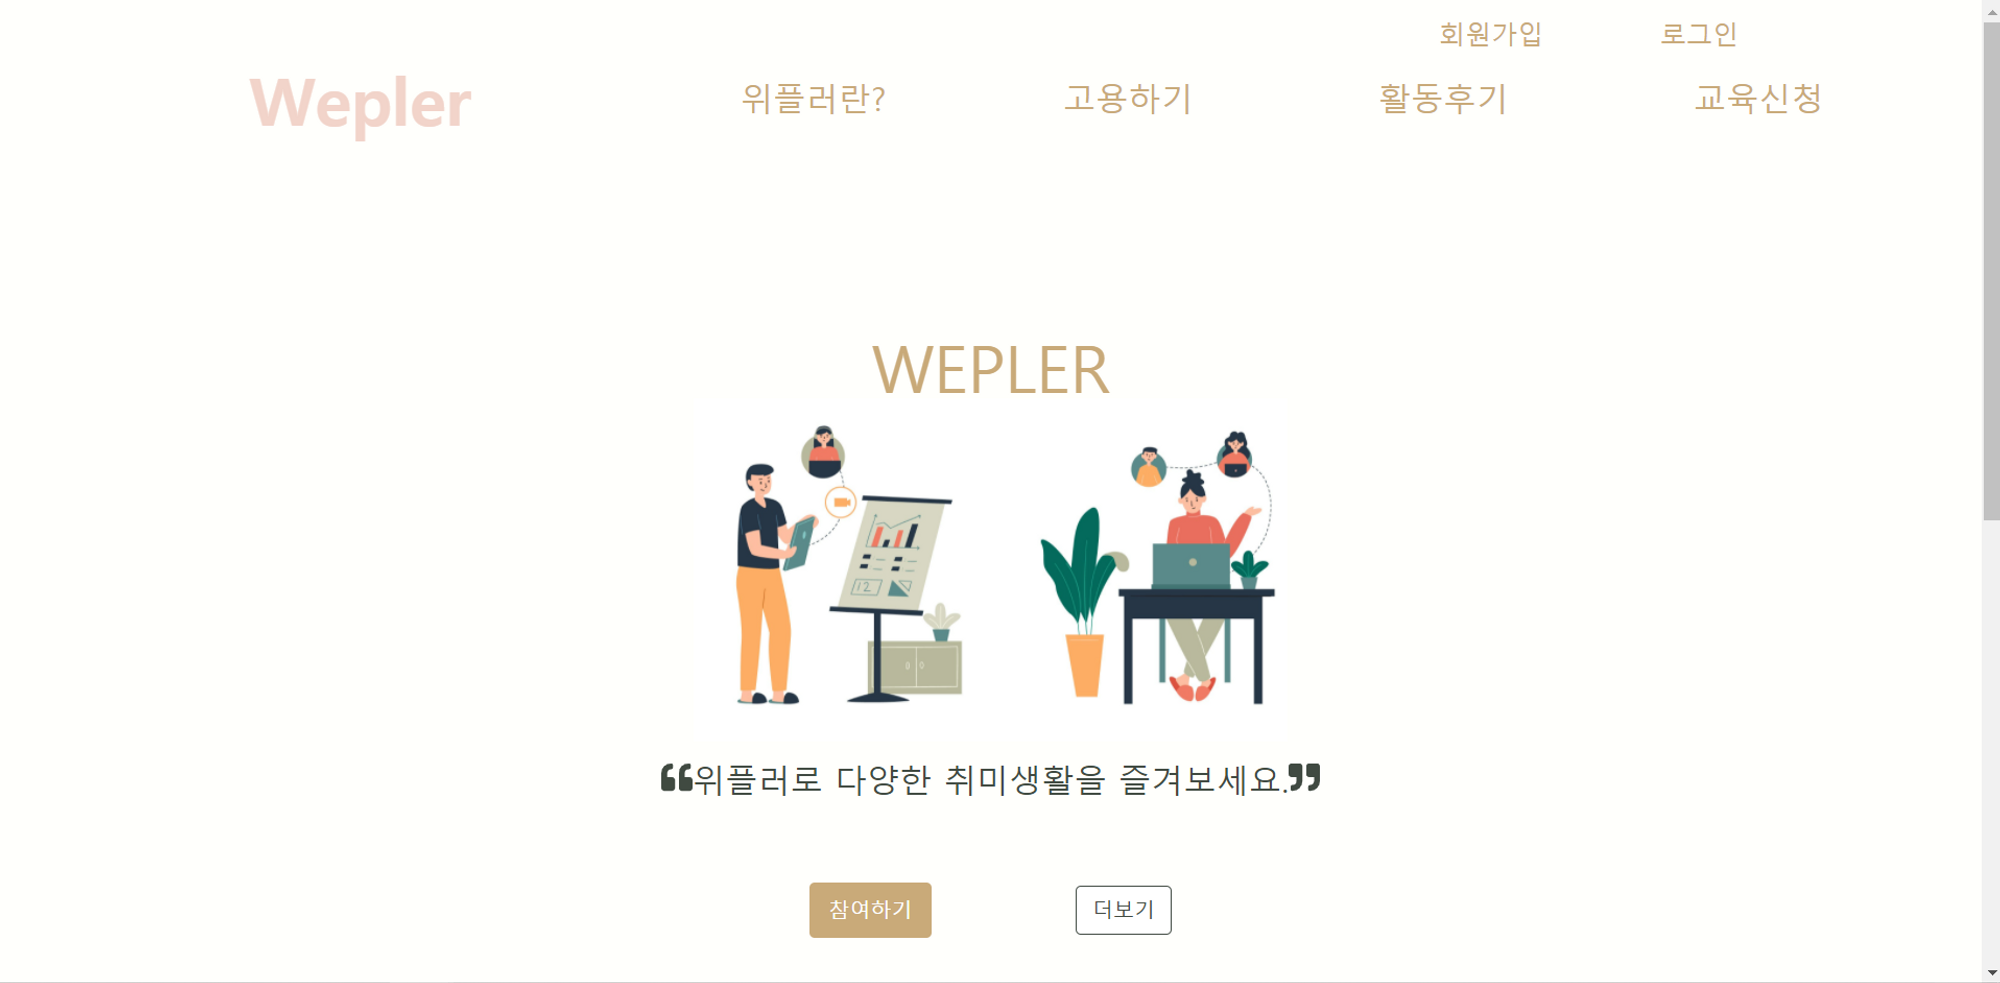 회원가입 로그인
Wepler 위플러란? 고용하기 활동후기 교육신청
WEPLER
12
❝위플러로 다양한 취미생활을 즐겨보세요.❞
참여하기 더보기